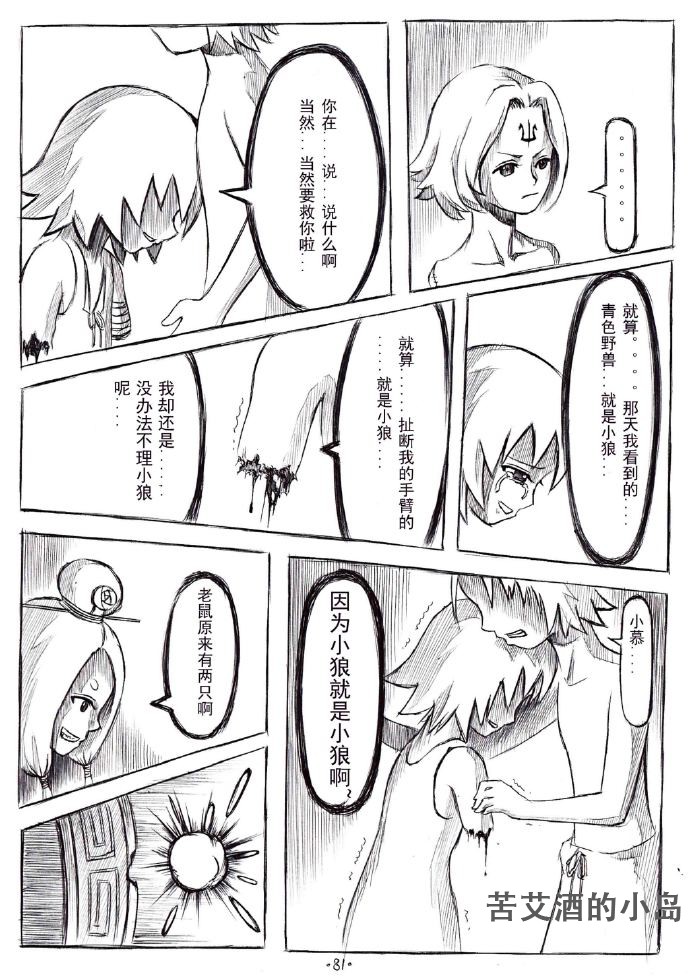 ......
你在....说...说什么啊
当然...当然要救你啦
就算。。。。那天我看到的....
青色野兽..就是小狼
就算......扯断我的手臂的
....就是小狼
我却还是......
没办法不理小狼
呢....
小慕
....
因为小狼就是小狼啊~
老鼠原来有两只啊
苦艾酒的小岛
·81·